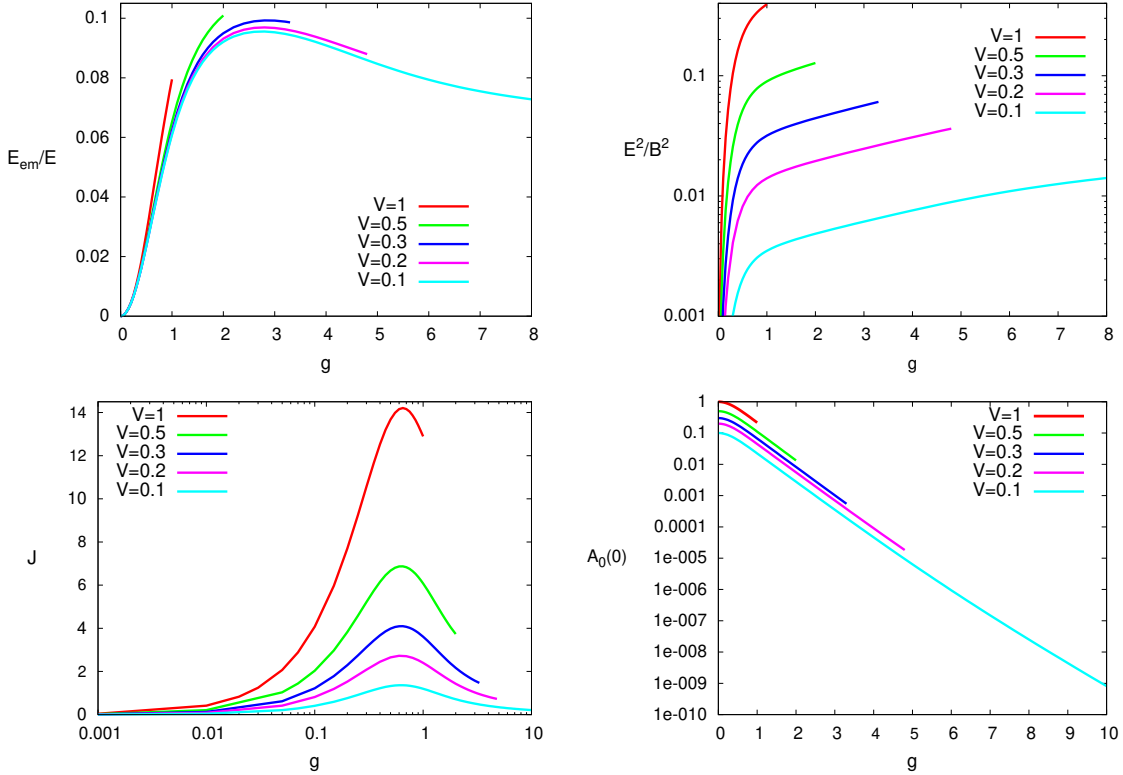 0.1
0.08
0.06
0.04
0.02
0
E_em/E
V=1
V=0.5
V=0.3
V=0.2
V=0.1
0 1 2 3 4 5 6 7 8
g
0.1
0.01
0.001
E^2/B^2
V=1
V=0.5
V=0.3
V=0.2
V=0.1
0 1 2 3 4 5 6 7 8
g
14
12
10
8
6
4
2
0
J
V=1
V=0.5
V=0.3
V=0.2
V=0.1
0.001 0.01 0.1 1 10
g
1
0.1
0.01
0.001
0.0001
1e-005
1e-006
1e-007
1e-008
1e-009
1e-010
A_0(0)
V=1
V=0.5
V=0.3
V=0.2
V=0.1
0 1 2 3 4 5 6 7 8 9 10
g